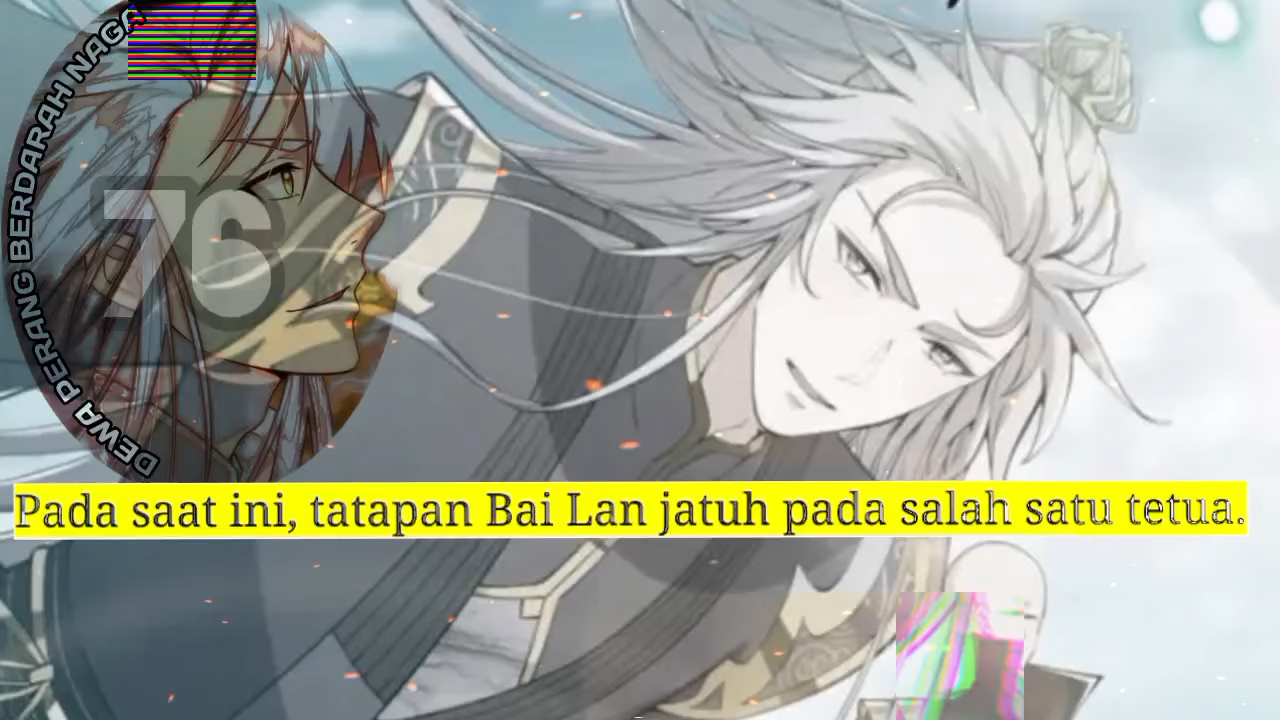 DEWA PERANG BERDARAH NAGA
76
Pada saat ini, tatapan Bai Lan jatuh pada salah satu tetua.